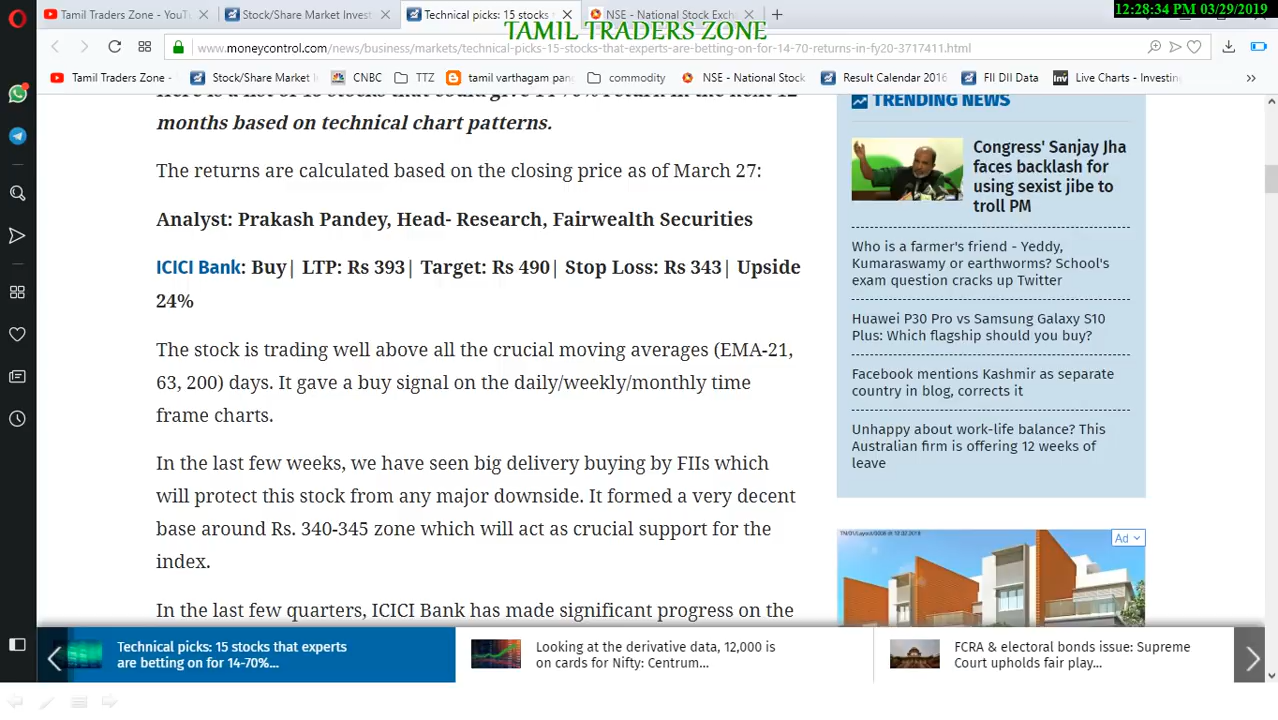 12:28:34 PM 03/29/2019
Tamil Traders Zone - YouT
Stock/Share Market Invest
Technical picks: 15 stocks
NSE - National Stock Exch
TAMIL TRADERS ZONE
www.moneycontrol.com/news/business/markets/technical-picks-15-stocks-that-experts-are-betting-on-for-14-70-returns-in-fy20-3717411.html
Tamil Traders Zone -
Stock/Share Market I
CNBC
TTZ
tamil varthagam pan
commodity
NSE - National Stock
Result Calendar 2016
FII DII Data
Live Charts - Investin
months based on technical chart patterns.
The returns are calculated based on the closing price as of March 27:
Analyst: Prakash Pandey, Head- Research, Fairwealth Securities
ICICI Bank: Buy| LTP: Rs 393| Target: Rs 490| Stop Loss: Rs 343| Upside
24%
The stock is trading well above all the crucial moving averages (EMA-21,
63, 200) days. It gave a buy signal on the daily/weekly/monthly time
frame charts.
In the last few weeks, we have seen big delivery buying by FIIs which
will protect this stock from any major downside. It formed a very decent
base around Rs. 340-345 zone which will act as crucial support for the
index.
In the last few quarters, ICICI Bank has made significant progress on the
TRENDING NEWS
Congress' Sanjay Jha
faces backlash for
using sexist jibe to
troll PM
Who is a farmer's friend - Yeddy,
Kumaraswamy or earthworms? School's
exam question cracks up Twitter
Huawei P30 Pro vs Samsung Galaxy S10
Plus: Which flagship should you buy?
Facebook mentions Kashmir as separate
country in blog, corrects it
Unhappy about work-life balance? This
Australian firm is offering 12 weeks of
leave
Ad
Technical picks: 15 stocks that experts
are betting on for 14-70%...
Looking at the derivative data, 12,000 is
on cards for Nifty: Centrum...
FCRA & electoral bonds issue: Supreme
Court upholds fair play...